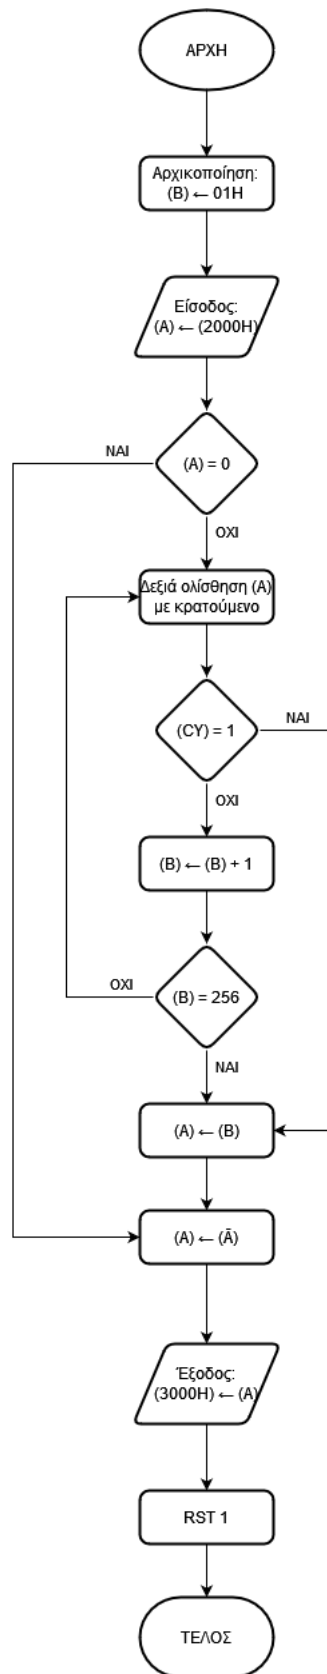 ΑΡΧΗ
Αρχικοποίηση:
(B) ← 01H
Είσοδος:
(A) ← (2000H)
ΝΑΙ
(A) = 0
ΟΧΙ
Δεξιά ολίσθηση (A)
με κρατούμενο
(CY) = 1
ΝΑΙ
ΟΧΙ
(B) ← (B) + 1
ΟΧΙ
(B) = 256
ΝΑΙ
(A) ← (B)
(A) ← (Ā)
Έξοδος:
(3000H) ← (A)
RST 1
ΤΕΛΟΣ